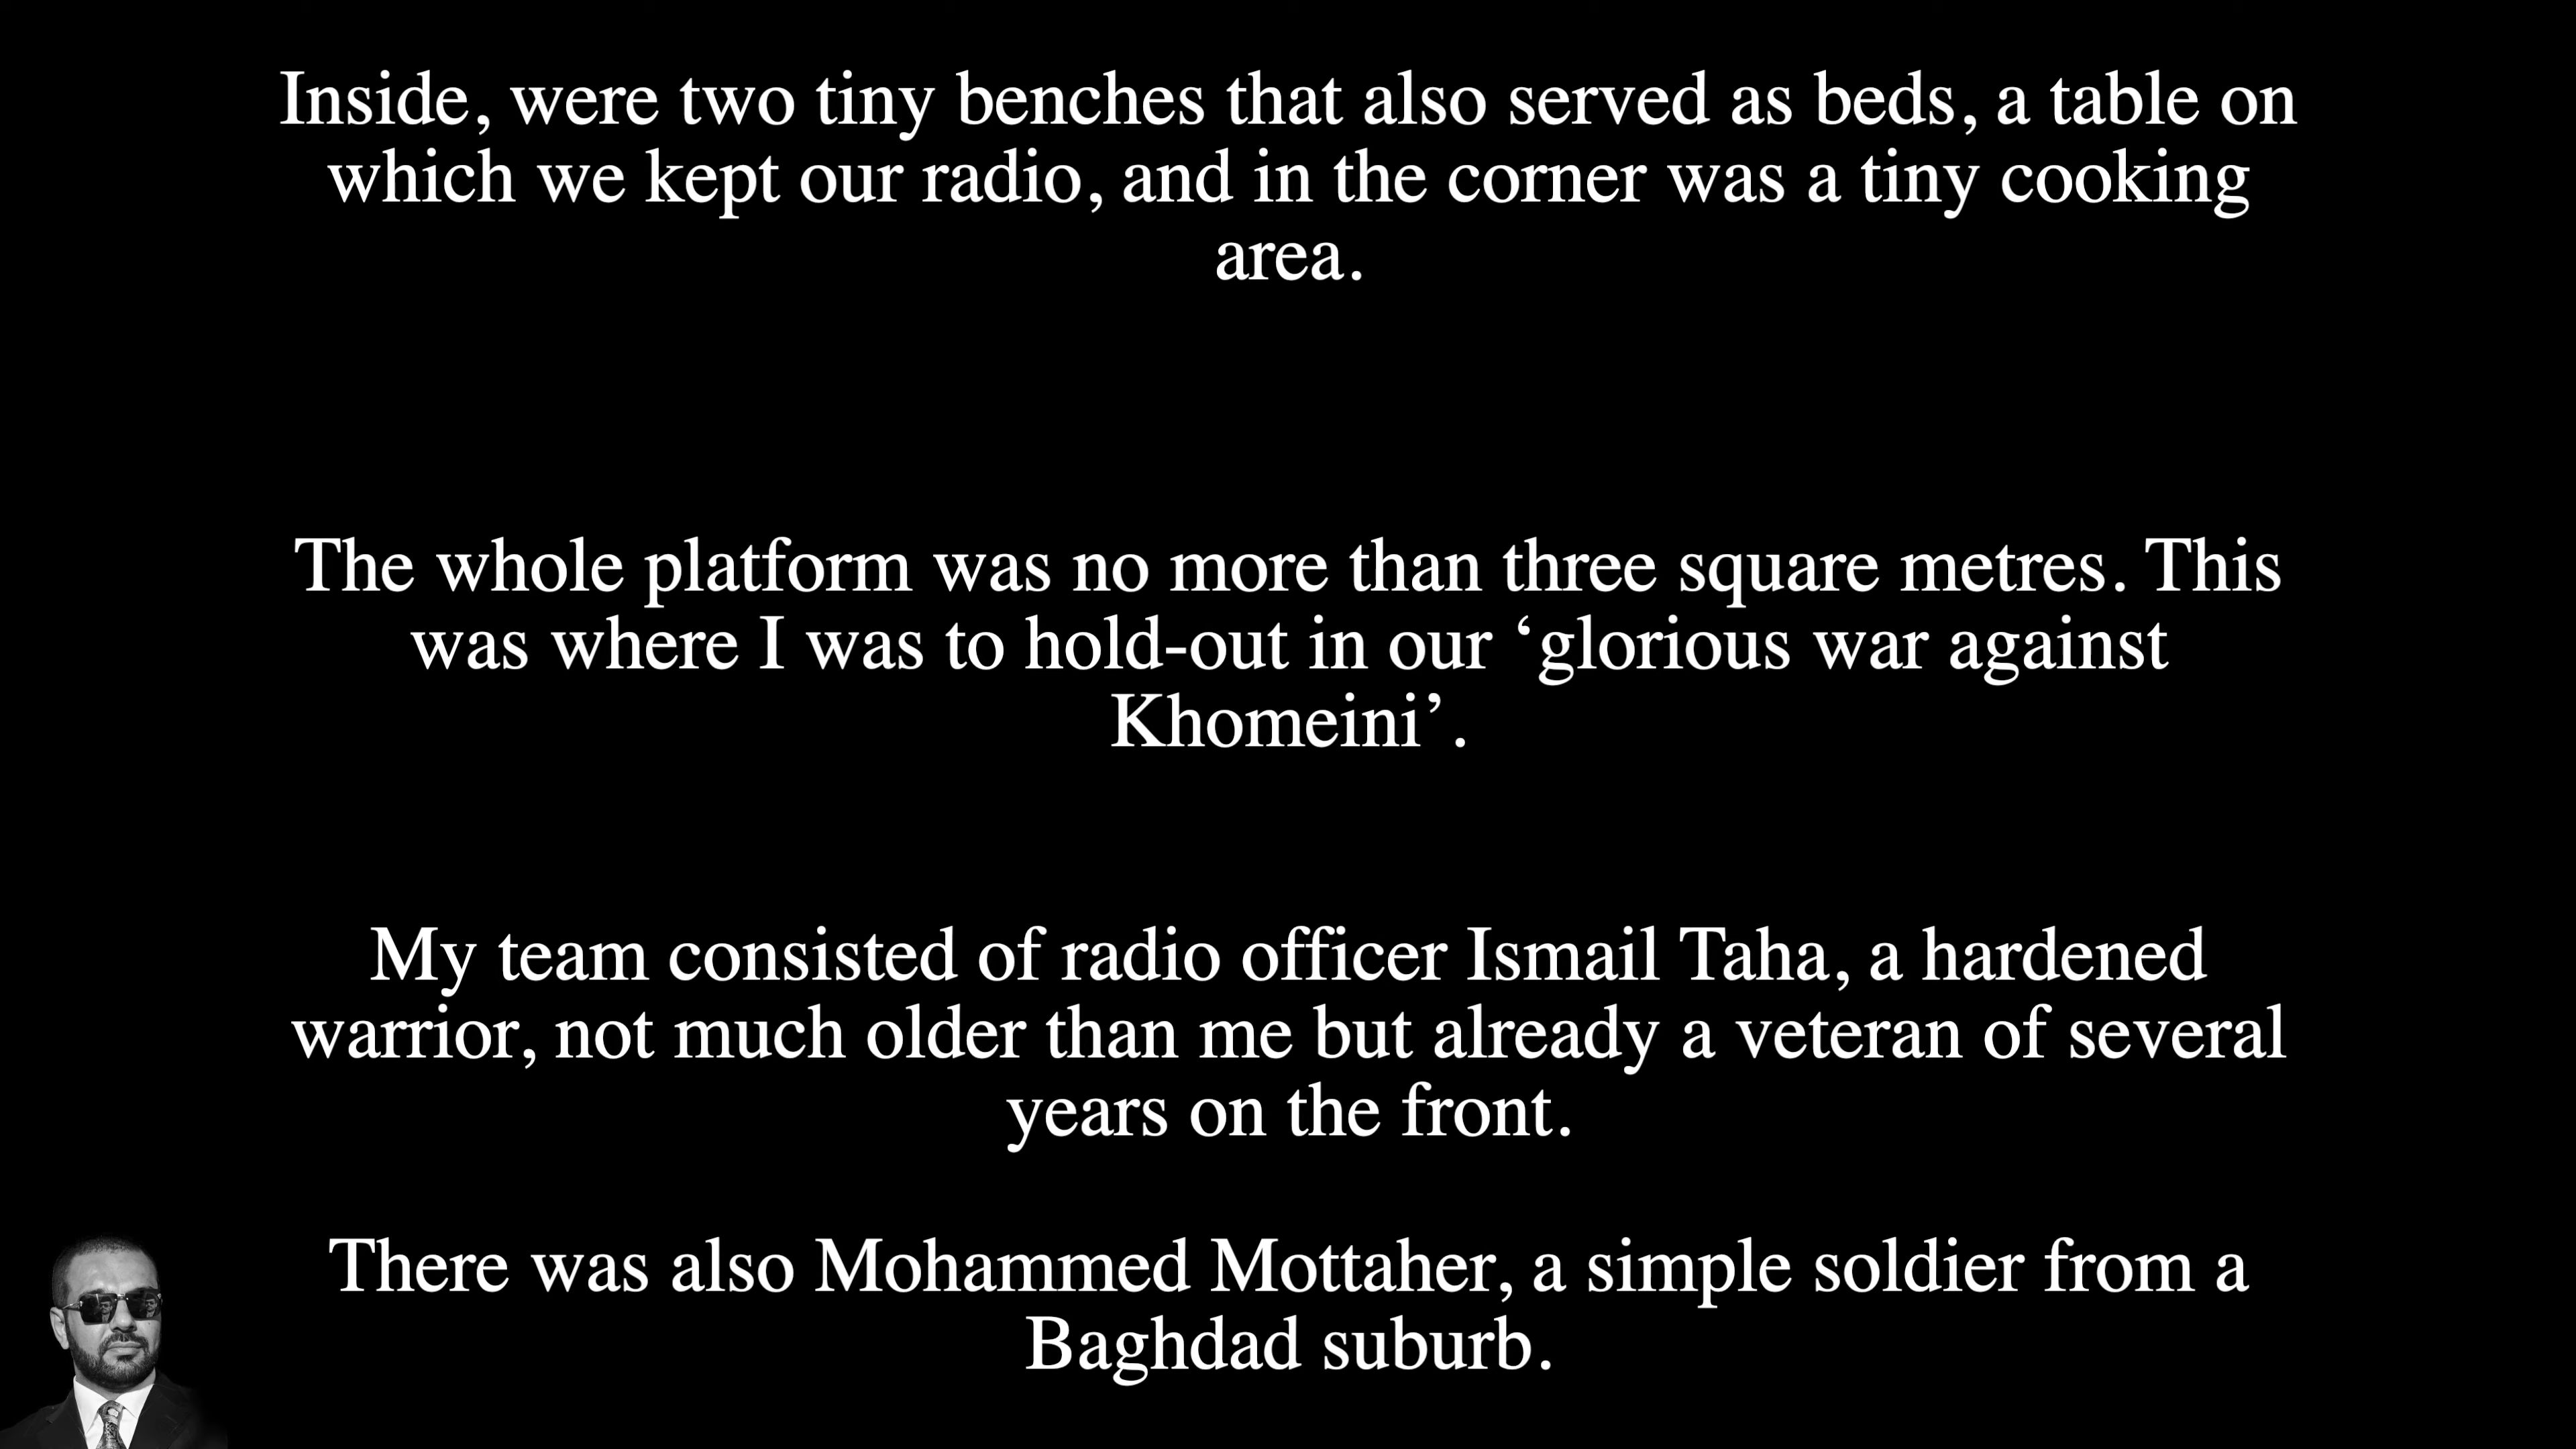 Inside, were two tiny benches that also served as beds, a table on
which we kept our radio, and in the corner was a tiny cooking
area.
The whole platform was no more than three square metres. This
was where I was to hold-out in our ‘glorious war against
Khomeini’.
My team consisted of radio officer Ismail Taha, a hardened
warrior, not much older than me but already a veteran of several
years on the front.
There was also Mohammed Mottaher, a simple soldier from a
Baghdad suburb.